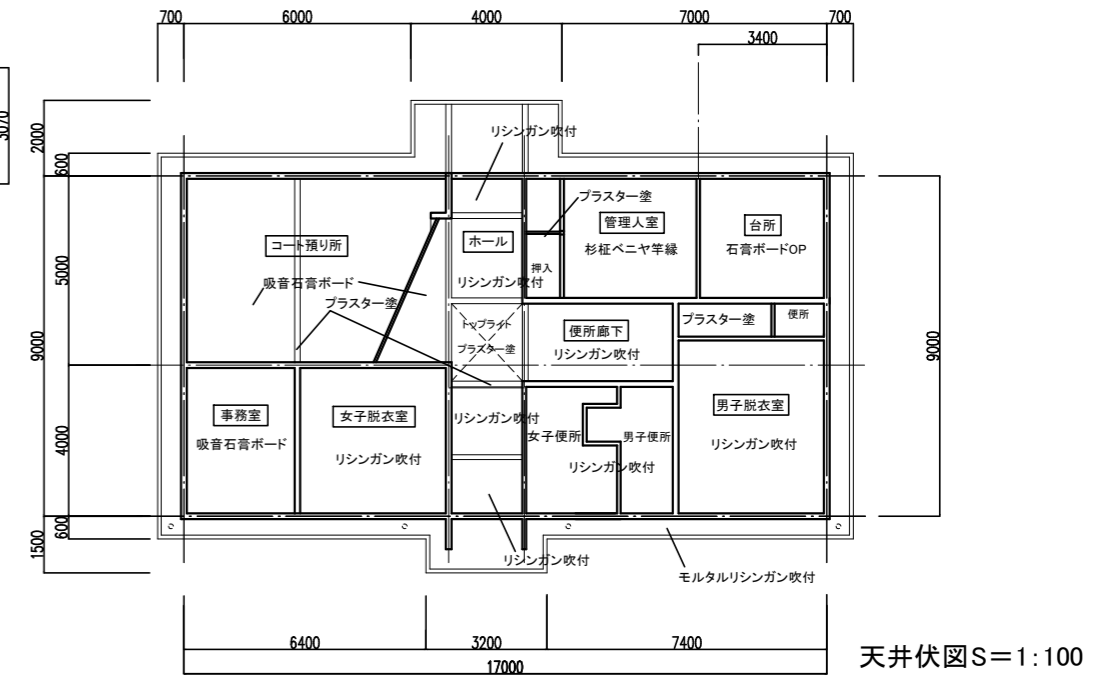 700
6000
4000
7000
700
3400
3070
2000
600
5000
9000
4000
600
1500
9000
リシンガン吹付
プラスター塗
コート預り所
ホール
管理人室
台所
杉柾ベニヤ竿縁
石膏ボードOP
押入
吸音石膏ボード
リシンガン吹付
プラスター塗
トップライト
プラスター塗
便所廊下
リシンガン吹付
プラスター塗
便所
事務室
吸音石膏ボード
女子脱衣室
リシンガン吹付
リシンガン吹付
女子便所
男子便所
リシンガン吹付
男子脱衣室
リシンガン吹付
リシンガン吹付
モルタルリシンガン吹付
6400
3200
7400
17000
天井伏図S=1:100